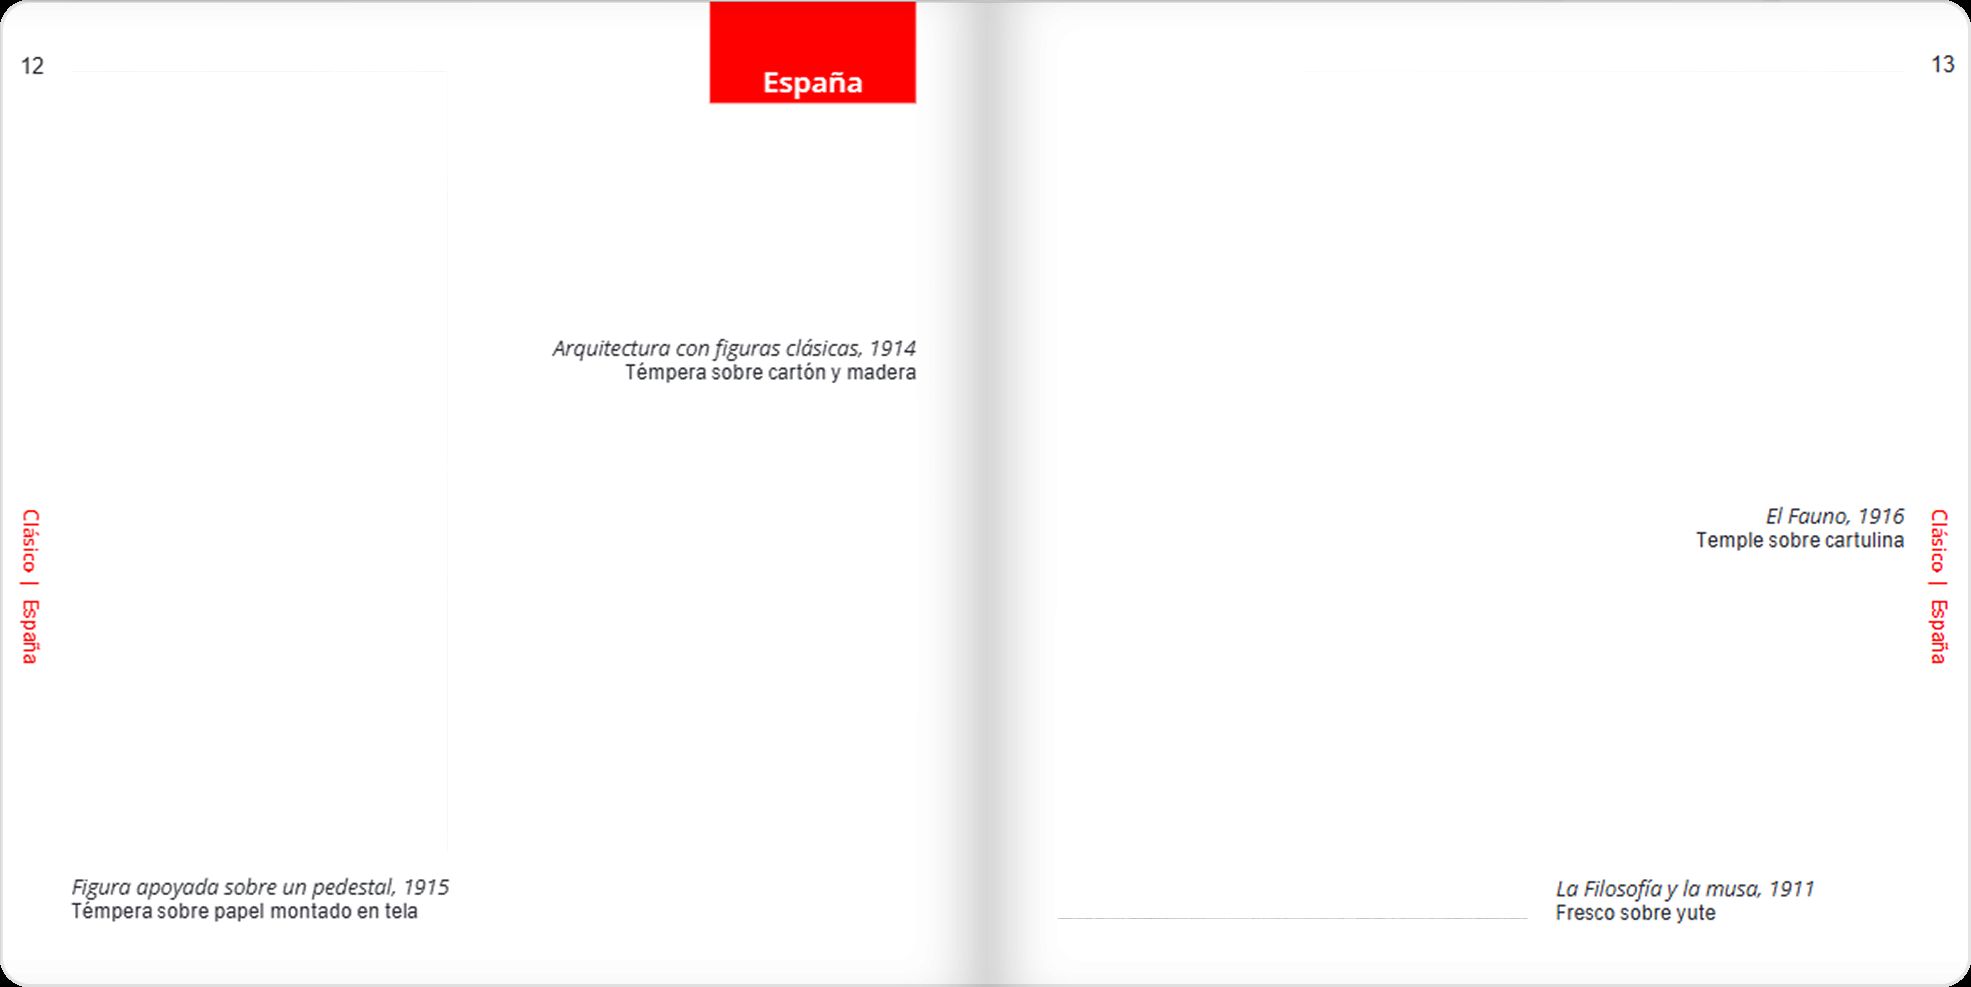 12
España
Arquitectura con figuras clásicas, 1914
Témpera sobre cartón y madera
Clásico | España
Figura apoyada sobre un pedestal, 1915
Témpera sobre papel montado en tela
13
El Fauno, 1916
Temple sobre cartulina
Clásico | España
La Filosofía y la musa, 1911
Fresco sobre yute